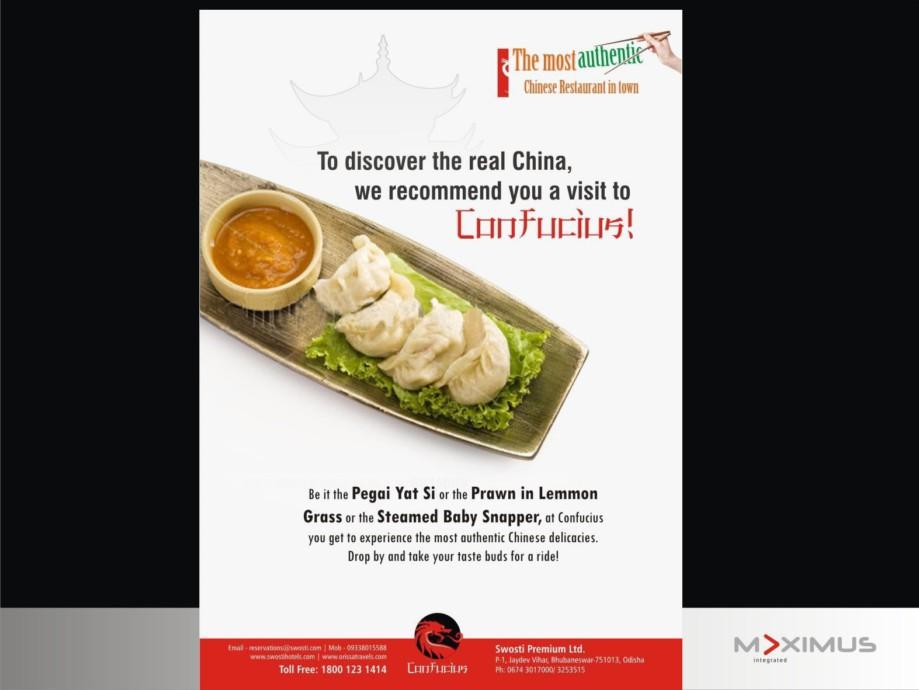 The most authentic
Chinese Restaurant in town
To discover the real China,
we recommend you a visit to
Confucius!
Be it the Pegai Yat Si or the Prawn in Lemmon
Grass or the Steamed Baby Snapper, at Confucius
you get to experience the most authentic Chinese delicacies.
Drop by and take your taste buds for a ride!
Email - reservations@swosti.com | Mob - 09338015588
www.swostihotels.com | www.orissatravels.com
Toll Free: 1800 123 1414
Confucius
Swosti Premium Ltd.
P-1, Jaydev Vihar, Bhubaneswar-751013, Odisha
Ph: 0674 3017000/ 3253515
MAXIMUS
integrated